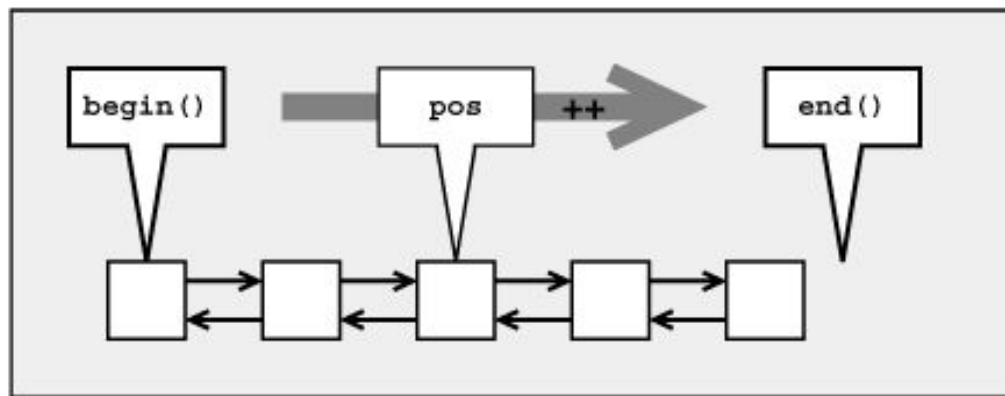 begin()
pos
++
end()